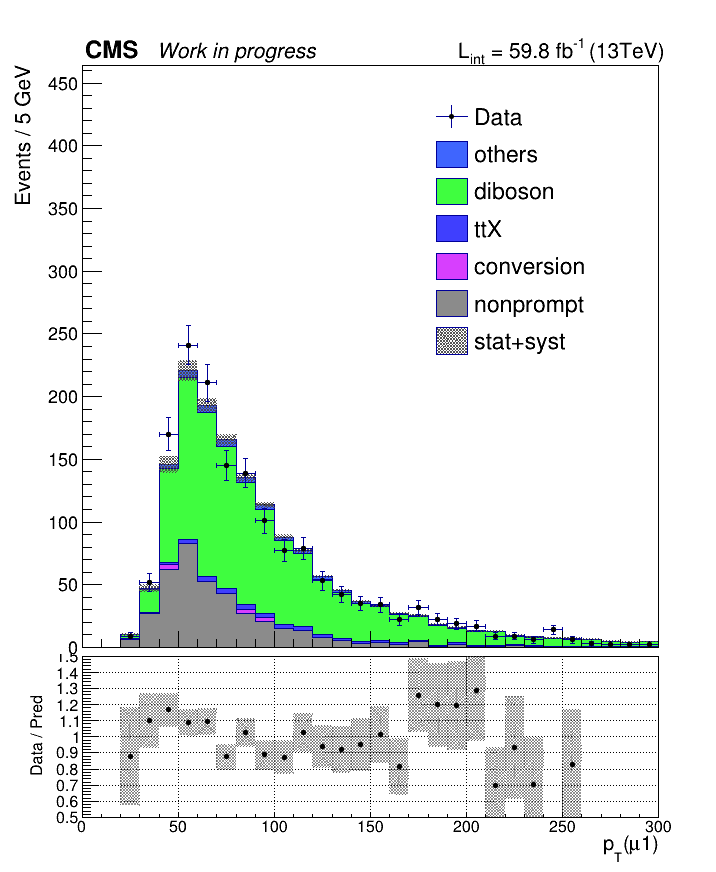 CMS Work in progress L_int = 59.8 fb^-1 (13TeV)
Events / 5 GeV
450
400
350
300
250
200
150
100
50
0
Data
others
diboson
ttX
conversion
nonprompt
stat+syst
Data / Pred
1.5
1.4
1.3
1.2
1.1
1
0.9
0.8
0.7
0.6
0.5
0 50 100 150 200 250 300
p_T(μ1)